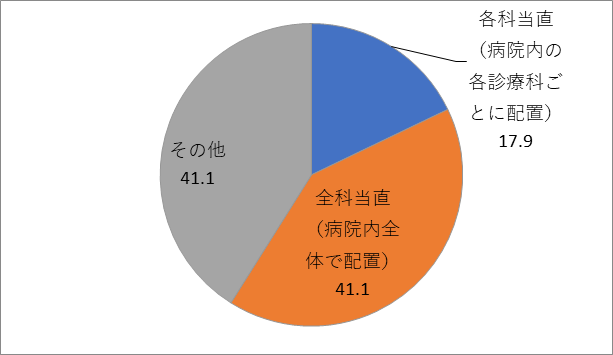 各科当直
（病院内の
各診療科ご
とに配置）
17.9
その他
41.1
全科当直
（病院内全
体で配置）
41.1